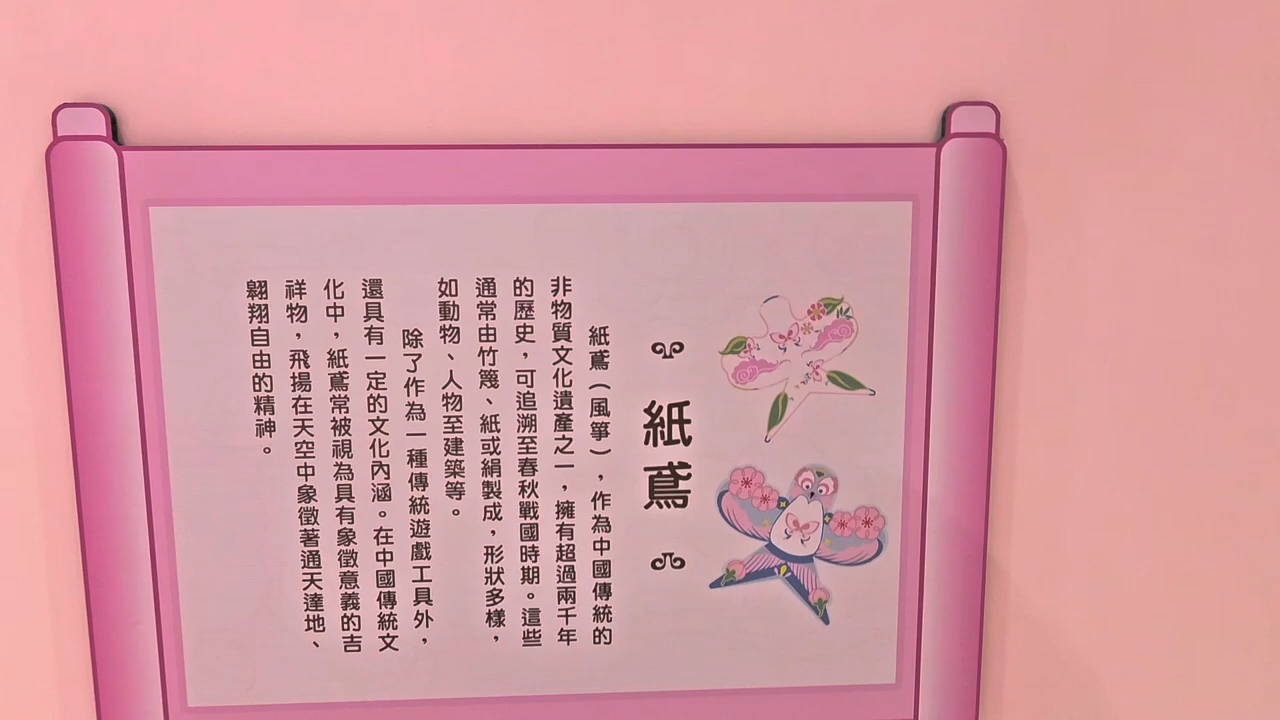 紙鳶
紙鳶（風箏），作為中國傳統的
非物質文化遺產之一，擁有超過兩千年
的歷史，可追溯至春秋戰國時期。這些
通常由竹篾、紙或絹製成，形狀多樣，
如動物、人物至建築等。
除了作為一種傳統遊戲工具外，
還具有一定的文化內涵。在中國傳統文
化中，紙鳶常被視為具有象徵意義的吉
祥物，飛揚在天空中象徵著通天達地、
翱翔自由的精神。